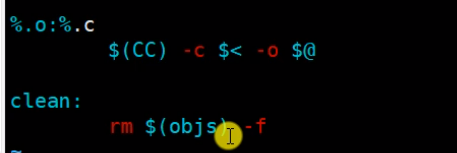 %.o:%.c
$(CC) -c $< -o $@
clean:
rm $(objs) -f
~